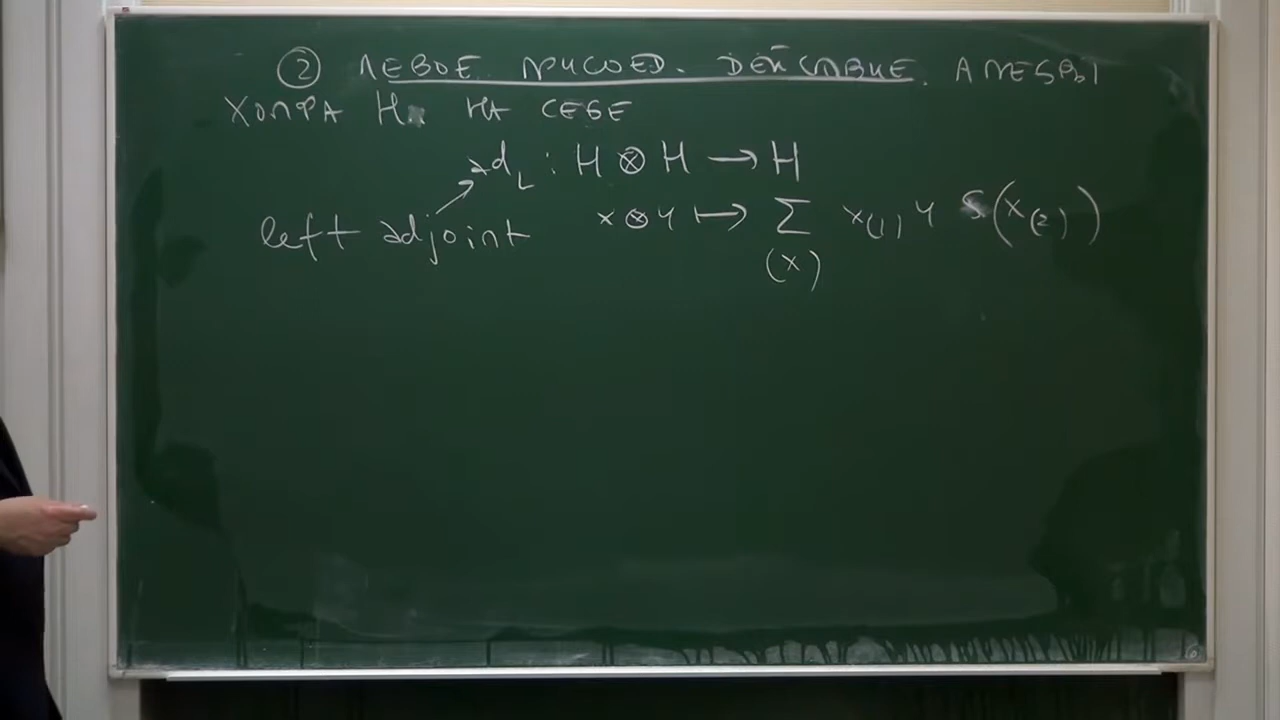 ② ЛЕВОЕ ПРИСОЕД. ДЕЙСТВИЕ АЛГЕБРЫ
ХОПФА H НА СЕБЕ
ad_L : H ⊗ H → H
left adjoint x ⊗ y ↦ ∑_(x) x_(1) y S(x_(2))